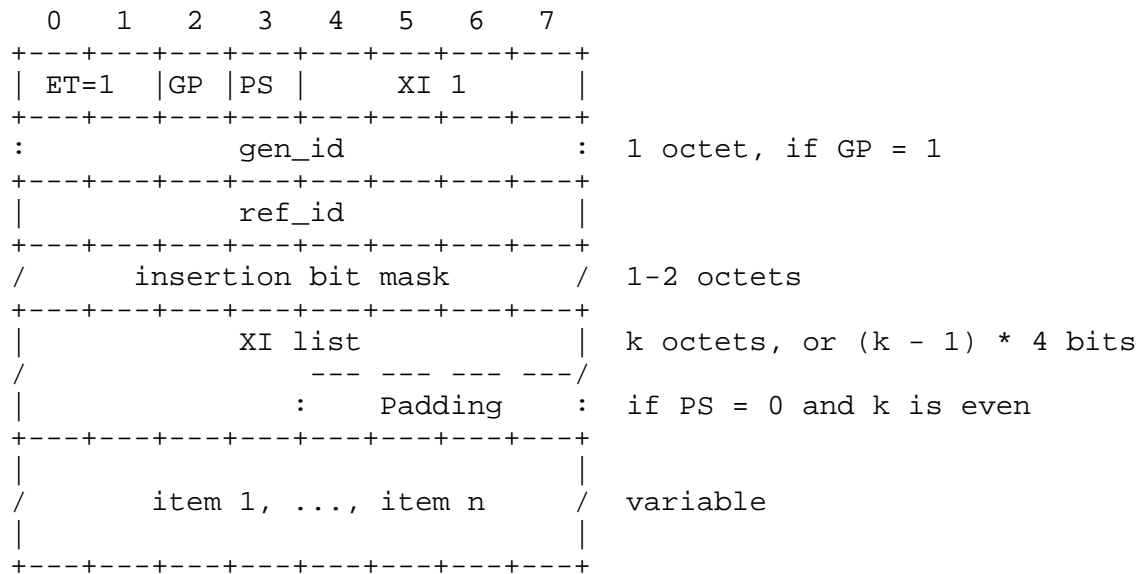 0   1   2   3   4   5   6   7
+---+---+---+---+---+---+---+---+
| ET=1  |GP |PS |     XI 1      |
+---+---+---+---+---+---+---+---+
:            gen_id             :  1 octet, if GP = 1
+---+---+---+---+---+---+---+---+
|            ref_id             |
+---+---+---+---+---+---+---+---+
/      insertion bit mask       /  1-2 octets
+---+---+---+---+---+---+---+---+
|            XI list            |  k octets, or (k - 1) * 4 bits
/                --- --- --- ---/
|               :    Padding    :  if PS = 0 and k is even
+---+---+---+---+---+---+---+---+
|                               |
/       item 1, ..., item n     /  variable
|                               |
+---+---+---+---+---+---+---+---+